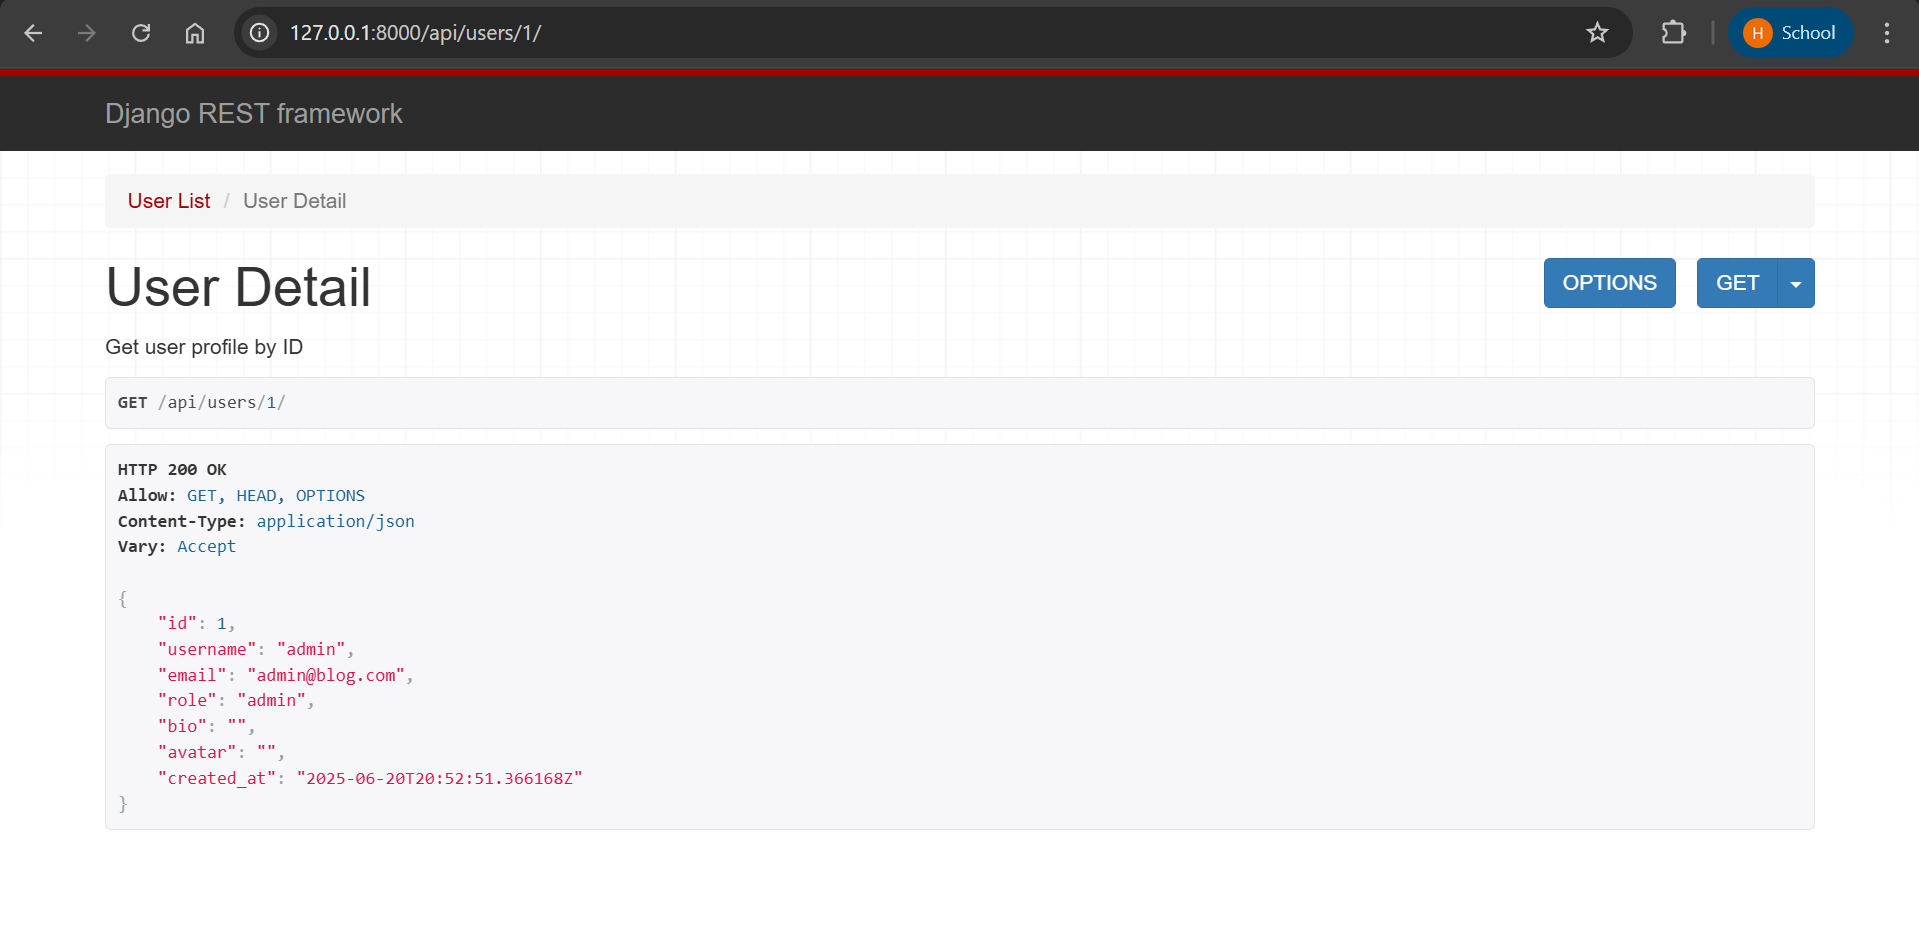 127.0.0.1:8000/api/users/1/
H School
Django REST framework
User List / User Detail
User Detail
OPTIONS GET
Get user profile by ID
GET /api/users/1/
HTTP 200 OK
Allow: GET, HEAD, OPTIONS
Content-Type: application/json
Vary: Accept
{
    "id": 1,
    "username": "admin",
    "email": "admin@blog.com",
    "role": "admin",
    "bio": "",
    "avatar": "",
    "created_at": "2025-06-20T20:52:51.366168Z"
}